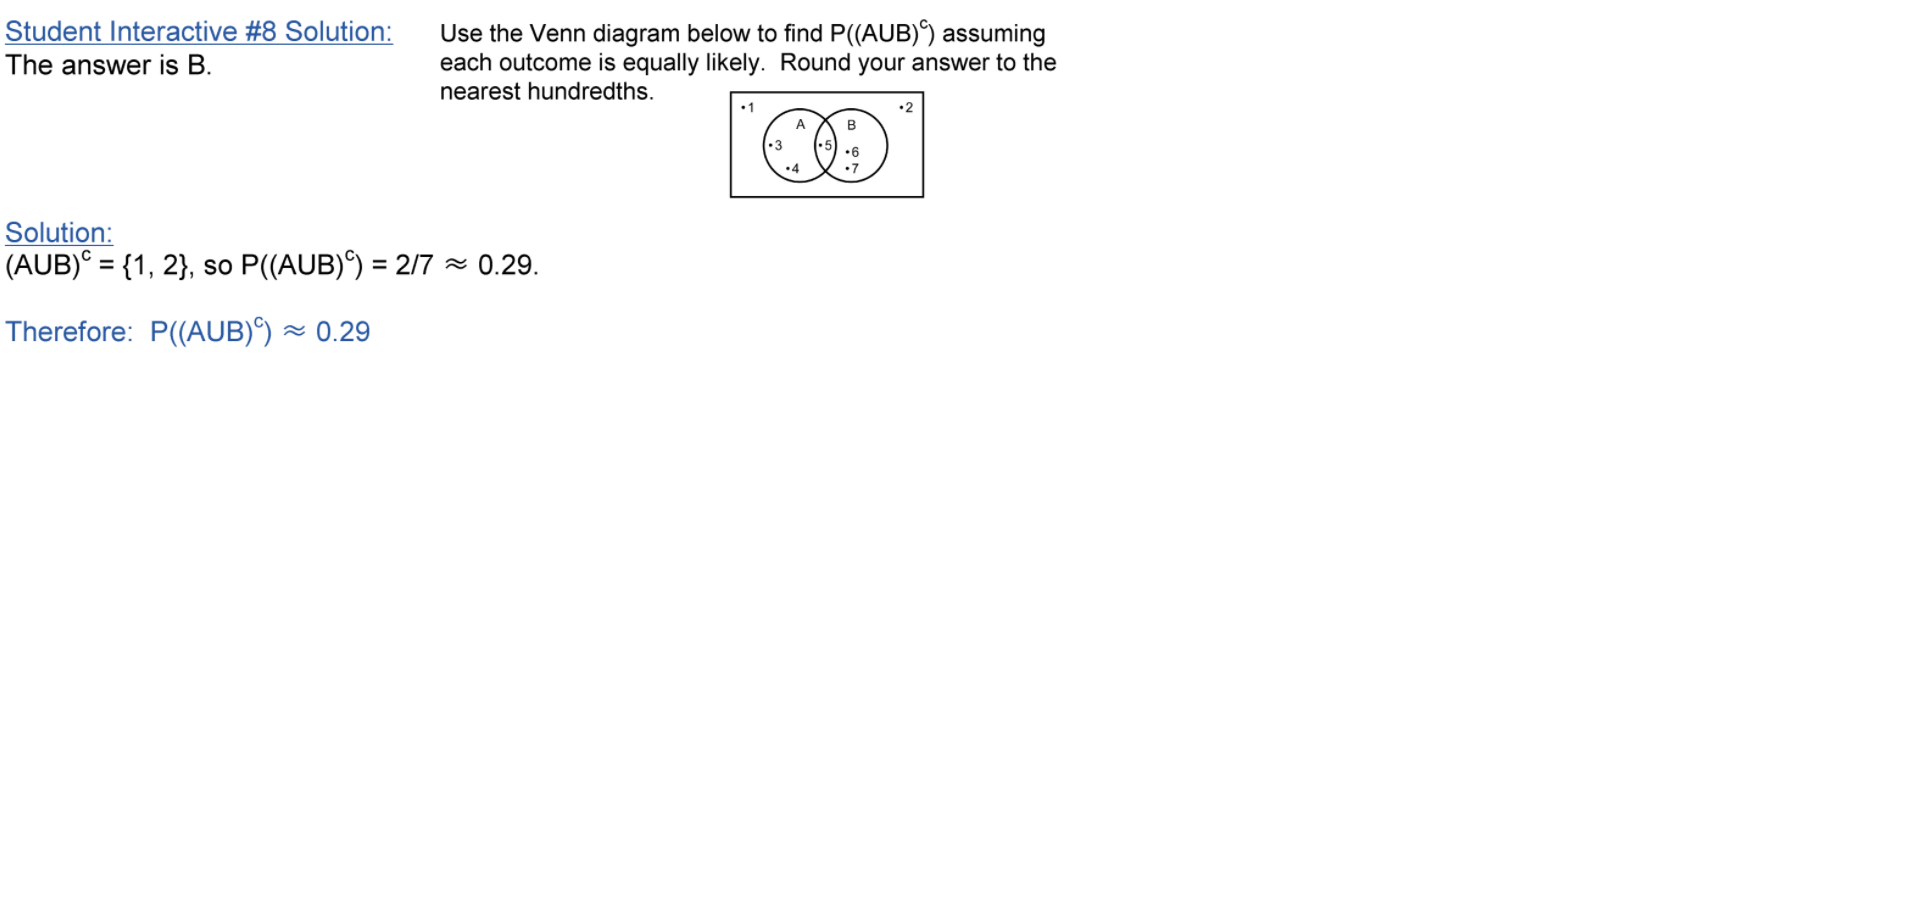 Student Interactive #8 Solution:
The answer is B.
Use the Venn diagram below to find P((AUB)ᶜ) assuming
each outcome is equally likely.  Round your answer to the
nearest hundredths.
•1
•2
A
B
•3
•5
•6
•4
•7
Solution:
(AUB)ᶜ = {1, 2}, so P((AUB)ᶜ) = 2/7 ≈ 0.29.
Therefore:  P((AUB)ᶜ) ≈ 0.29